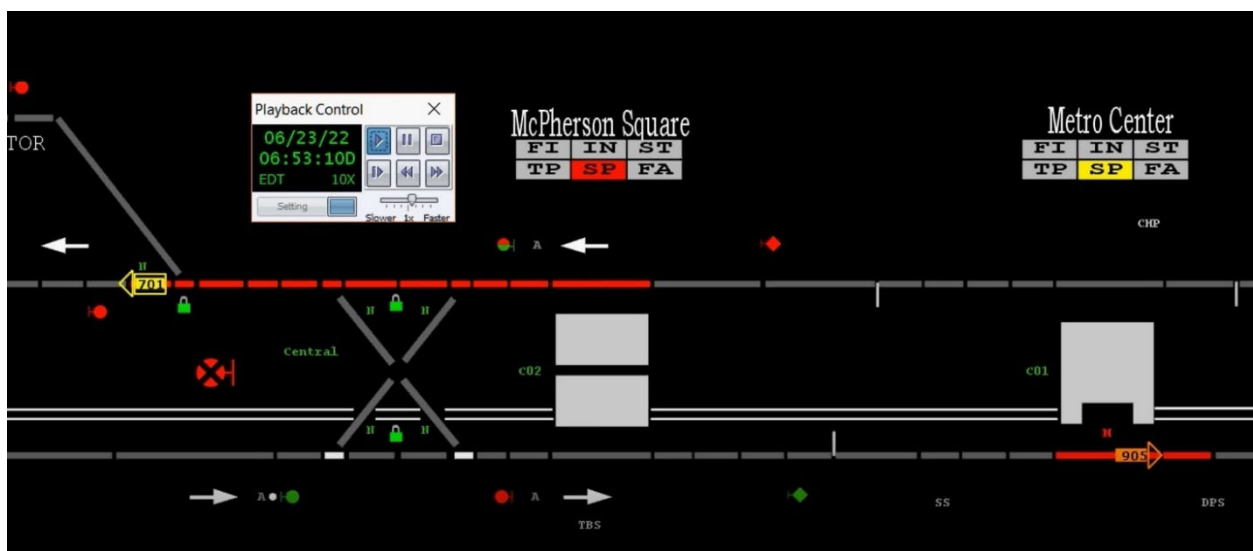 Playback Control
06/23/22
06:53:10D
EDT 10X
Setting
Slower 1x Faster
McPherson Square
FI IN ST
TP SP FA
Metro Center
FI IN ST
TP SP FA
TOR
CHP
A
N
701
N N
Central
C02
C01
N N
M
905
A
A
TBS
SS
DPS